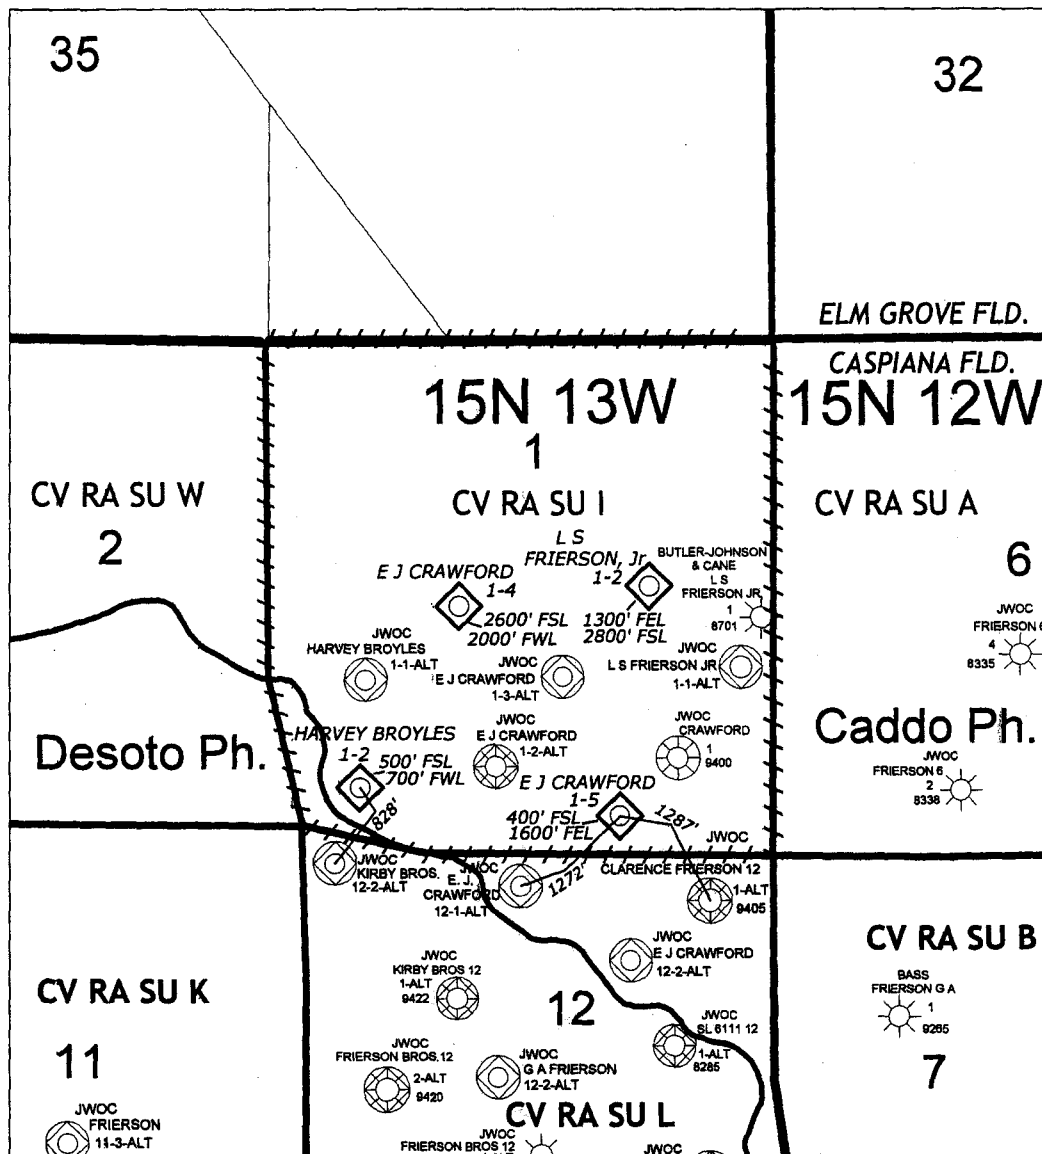 35
32
ELM GROVE FLD.
CASPIANA FLD.
15N 13W
15N 12W
1
CV RA SU W
CV RA SU I
CV RA SU A
2
6
L S
FRIERSON, Jr
1-2
1300' FEL
2800' FSL
BUTLER-JOHNSON
& CANE
L S
FRIERSON JR
1
8701
E J CRAWFORD
1-4
2600' FSL
2000' FWL
JWOC
FRIERSON 6
4
8335
JWOC
HARVEY BROYLES
1-1-ALT
JWOC
E J CRAWFORD
1-3-ALT
JWOC
L S FRIERSON JR
1-1-ALT
Desoto Ph.
Caddo Ph.
HARVEY BROYLES
1-2
500' FSL
700' FWL
828'
JWOC
E J CRAWFORD
1-2-ALT
JWOC
CRAWFORD
1
9400
JWOC
FRIERSON 6
2
8338
E J CRAWFORD
1-5
400' FSL
1600' FEL
1287'
1272'
JWOC
KIRBY BROS.
12-2-ALT
JWOC
E. J.
CRAWFORD
12-1-ALT
JWOC
CLARENCE FRIERSON 12
1-ALT
9405
JWOC
E J CRAWFORD
12-2-ALT
CV RA SU B
CV RA SU K
11
JWOC
KIRBY BROS 12
1-ALT
9422
12
BASS
FRIERSON G A
1
9265
7
JWOC
SL 6111 12
1-ALT
8285
JWOC
FRIERSON BROS.12
2-ALT
9420
JWOC
G A FRIERSON
12-2-ALT
CV RA SU L
JWOC
FRIERSON
11-3-ALT
JWOC
FRIERSON BROS 12
JWOC